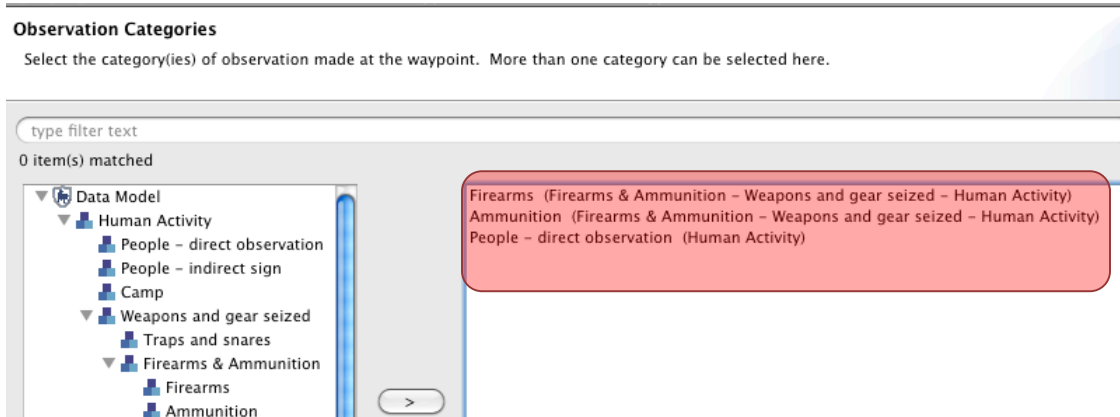 Observation Categories
Select the category(ies) of observation made at the waypoint.  More than one category can be selected here.
type filter text
0 item(s) matched
Data Model
Human Activity
People – direct observation
People – indirect sign
Camp
Weapons and gear seized
Traps and snares
Firearms & Ammunition
Firearms
Ammunition
>
Firearms  (Firearms & Ammunition – Weapons and gear seized – Human Activity)
Ammunition  (Firearms & Ammunition – Weapons and gear seized – Human Activity)
People – direct observation  (Human Activity)